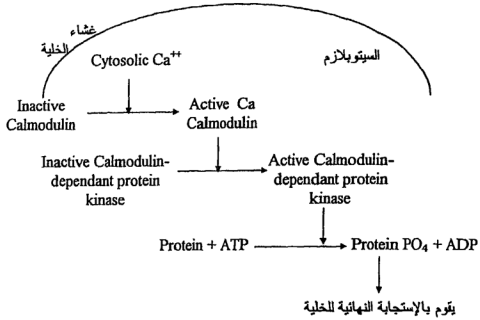 غشاء
الخلية
السيتوبلازم
Cytosolic Ca⁺⁺
Inactive
Calmodulin
Active Ca
Calmodulin
Inactive Calmodulin-
dependant protein
kinase
Active Calmodulin-
dependant protein
kinase
Protein + ATP
Protein PO₄ + ADP
يقوم بالإستجابة النهائية للخلية